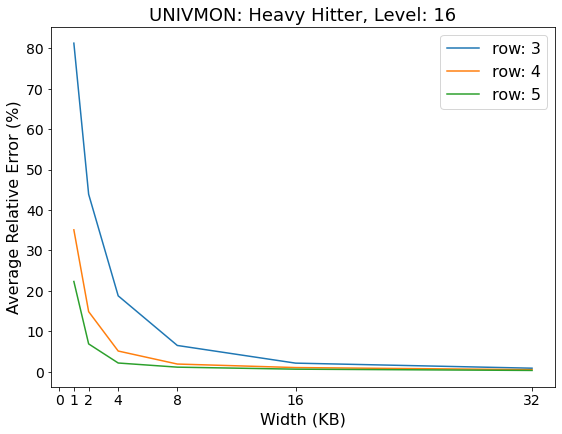 UNIVMON: Heavy Hitter, Level: 16
row: 3
row: 4
row: 5
Average Relative Error (%)
80
70
60
50
40
30
20
10
0
0 1 2 4 8 16 32
Width (KB)